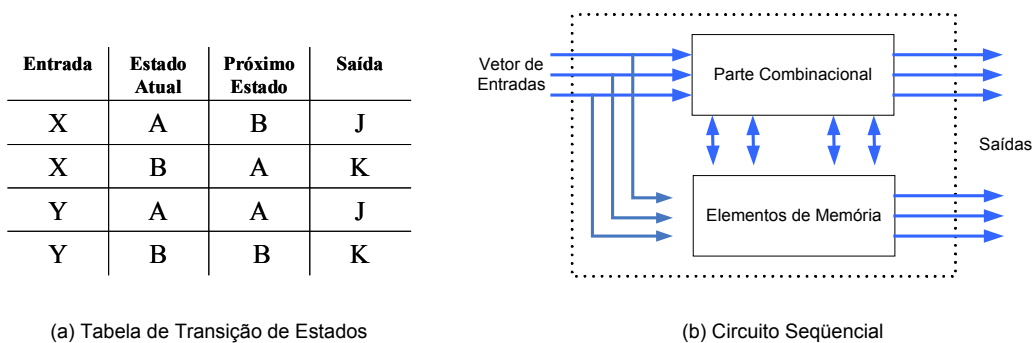 Entrada Estado Atual Próximo Estado Saída
X A B J
X B A K
Y A A J
Y B B K
(a) Tabela de Transição de Estados
Vetor de
Entradas
Parte Combinacional
Saídas
Elementos de Memória
(b) Circuito Seqüencial